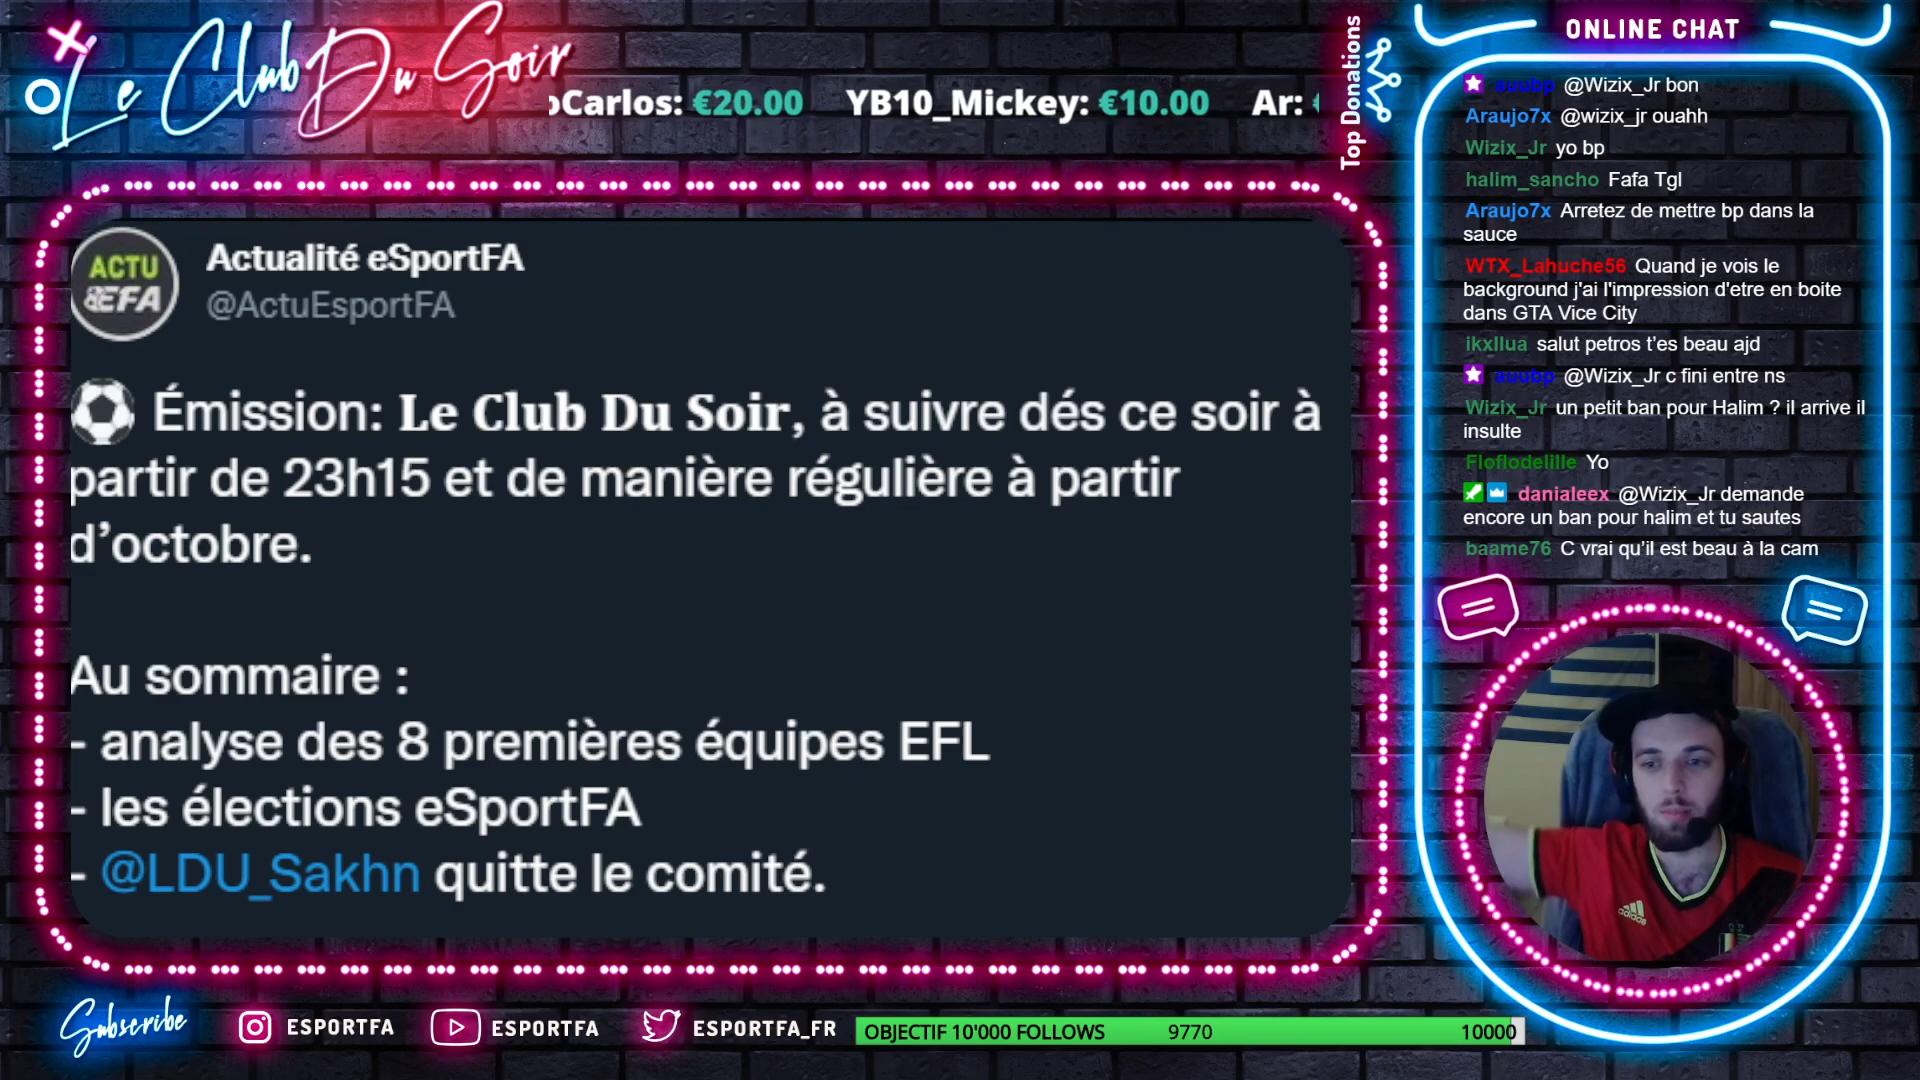 Le Club Du Soir
oCarlos: €20.00 YB10_Mickey: €10.00 Ar:
Top Donations
ACTU
EFA
Actualité eSportFA
@ActuEsportFA
Émission: Le Club Du Soir, à suivre dés ce soir à
partir de 23h15 et de manière régulière à partir
d’octobre.
Au sommaire :
- analyse des 8 premières équipes EFL
- les élections eSportFA
- @LDU_Sakhn quitte le comité.
ONLINE CHAT
auubp @Wizix_Jr bon
Araujo7x @wizix_jr ouahh
Wizix_Jr yo bp
halim_sancho Fafa Tgl
Araujo7x Arretez de mettre bp dans la
sauce
WTX_Lahuche56 Quand je vois le
background j'ai l'impression d'etre en boite
dans GTA Vice City
ikxllua salut petros t’es beau ajd
auubp @Wizix_Jr c fini entre ns
Wizix_Jr un petit ban pour Halim ? il arrive il
insulte
Floflodelille Yo
danialeex @Wizix_Jr demande
encore un ban pour halim et tu sautes
baame76 C vrai qu’il est beau à la cam
adidas
Subscribe
ESPORTFA
ESPORTFA
ESPORTFA_FR
OBJECTIF 10'000 FOLLOWS 9770 10000